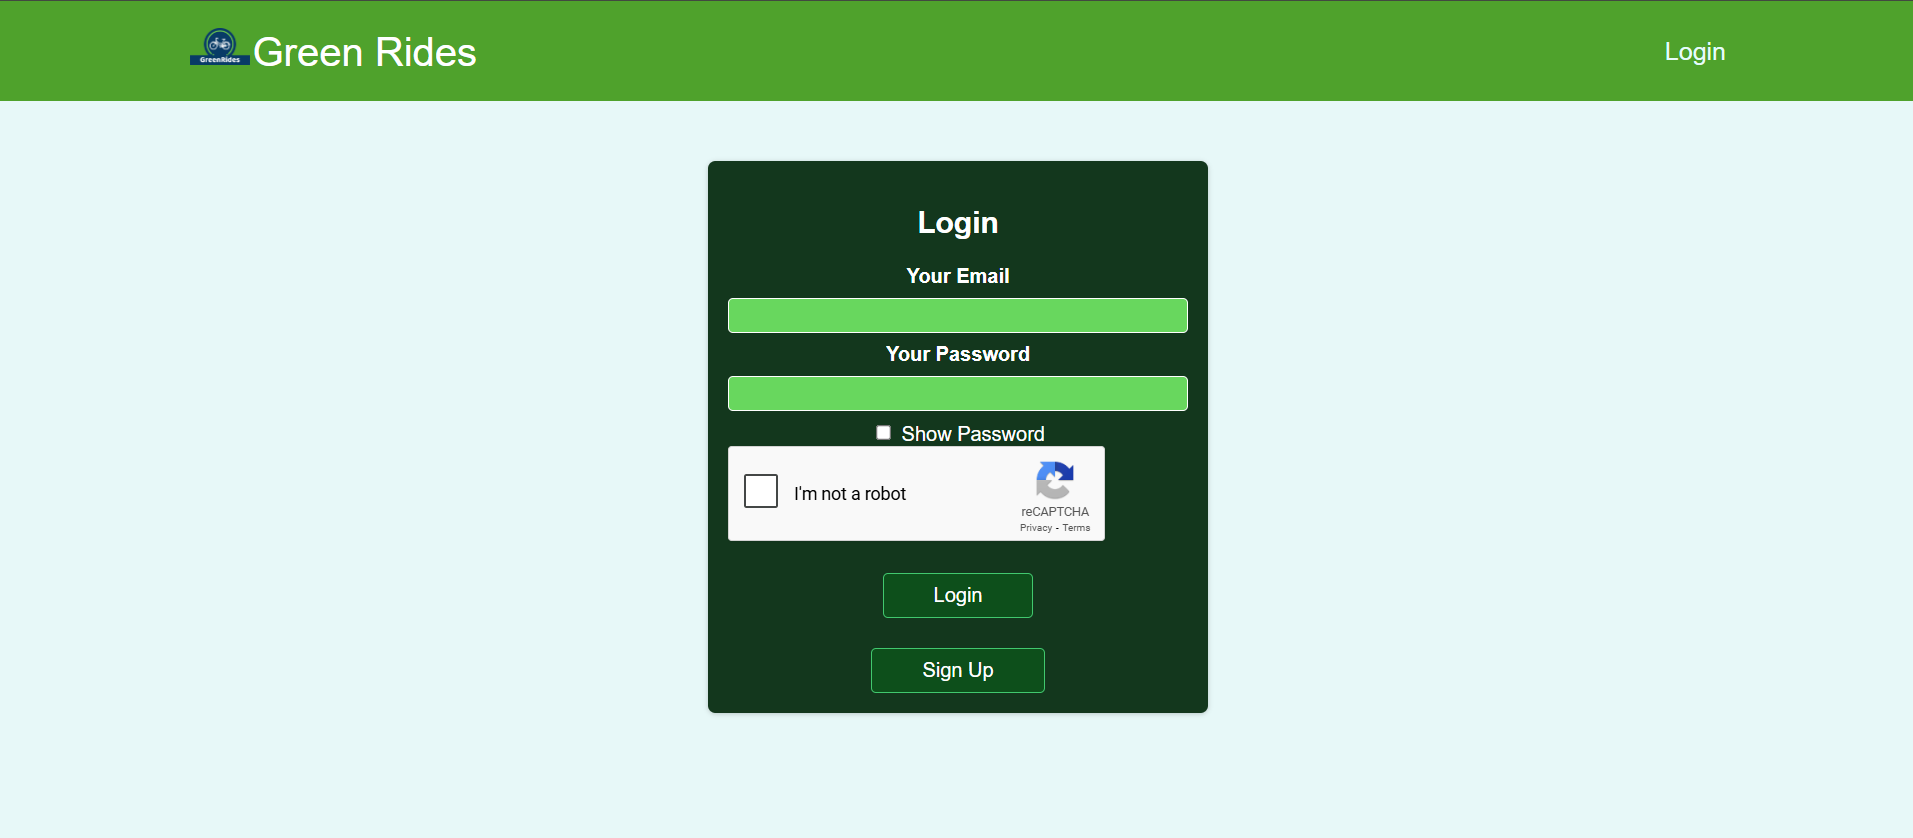 GreenRides
Green Rides
Login
Login
Your Email
Your Password
Show Password
I'm not a robot
reCAPTCHA
Privacy - Terms
Login
Sign Up